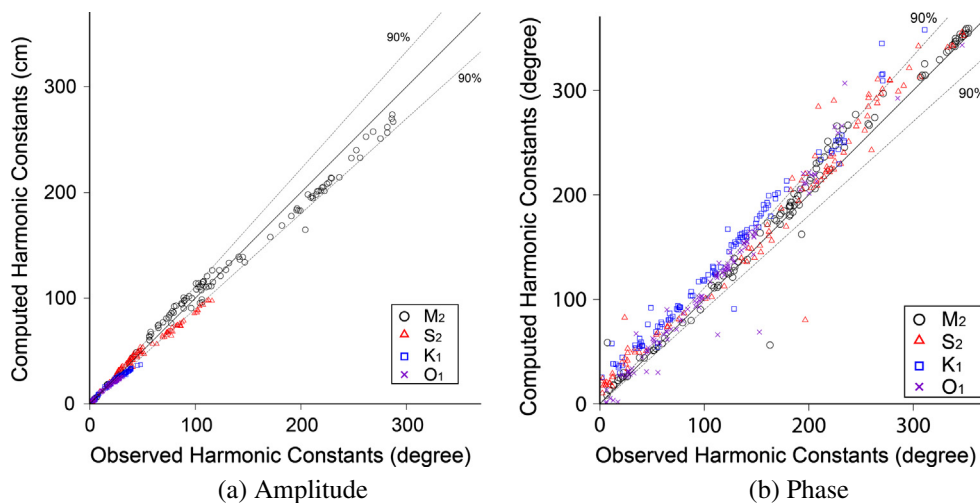 Computed Harmonic Constants (cm)
300
200
100
0
90%
90%
M2
S2
K1
O1
0 100 200 300
Observed Harmonic Constants (degree)
(a) Amplitude
Computed Harmonic Constants (degree)
300
200
100
0
90%
90%
M2
S2
K1
O1
0 100 200 300
Observed Harmonic Constants (degree)
(b) Phase